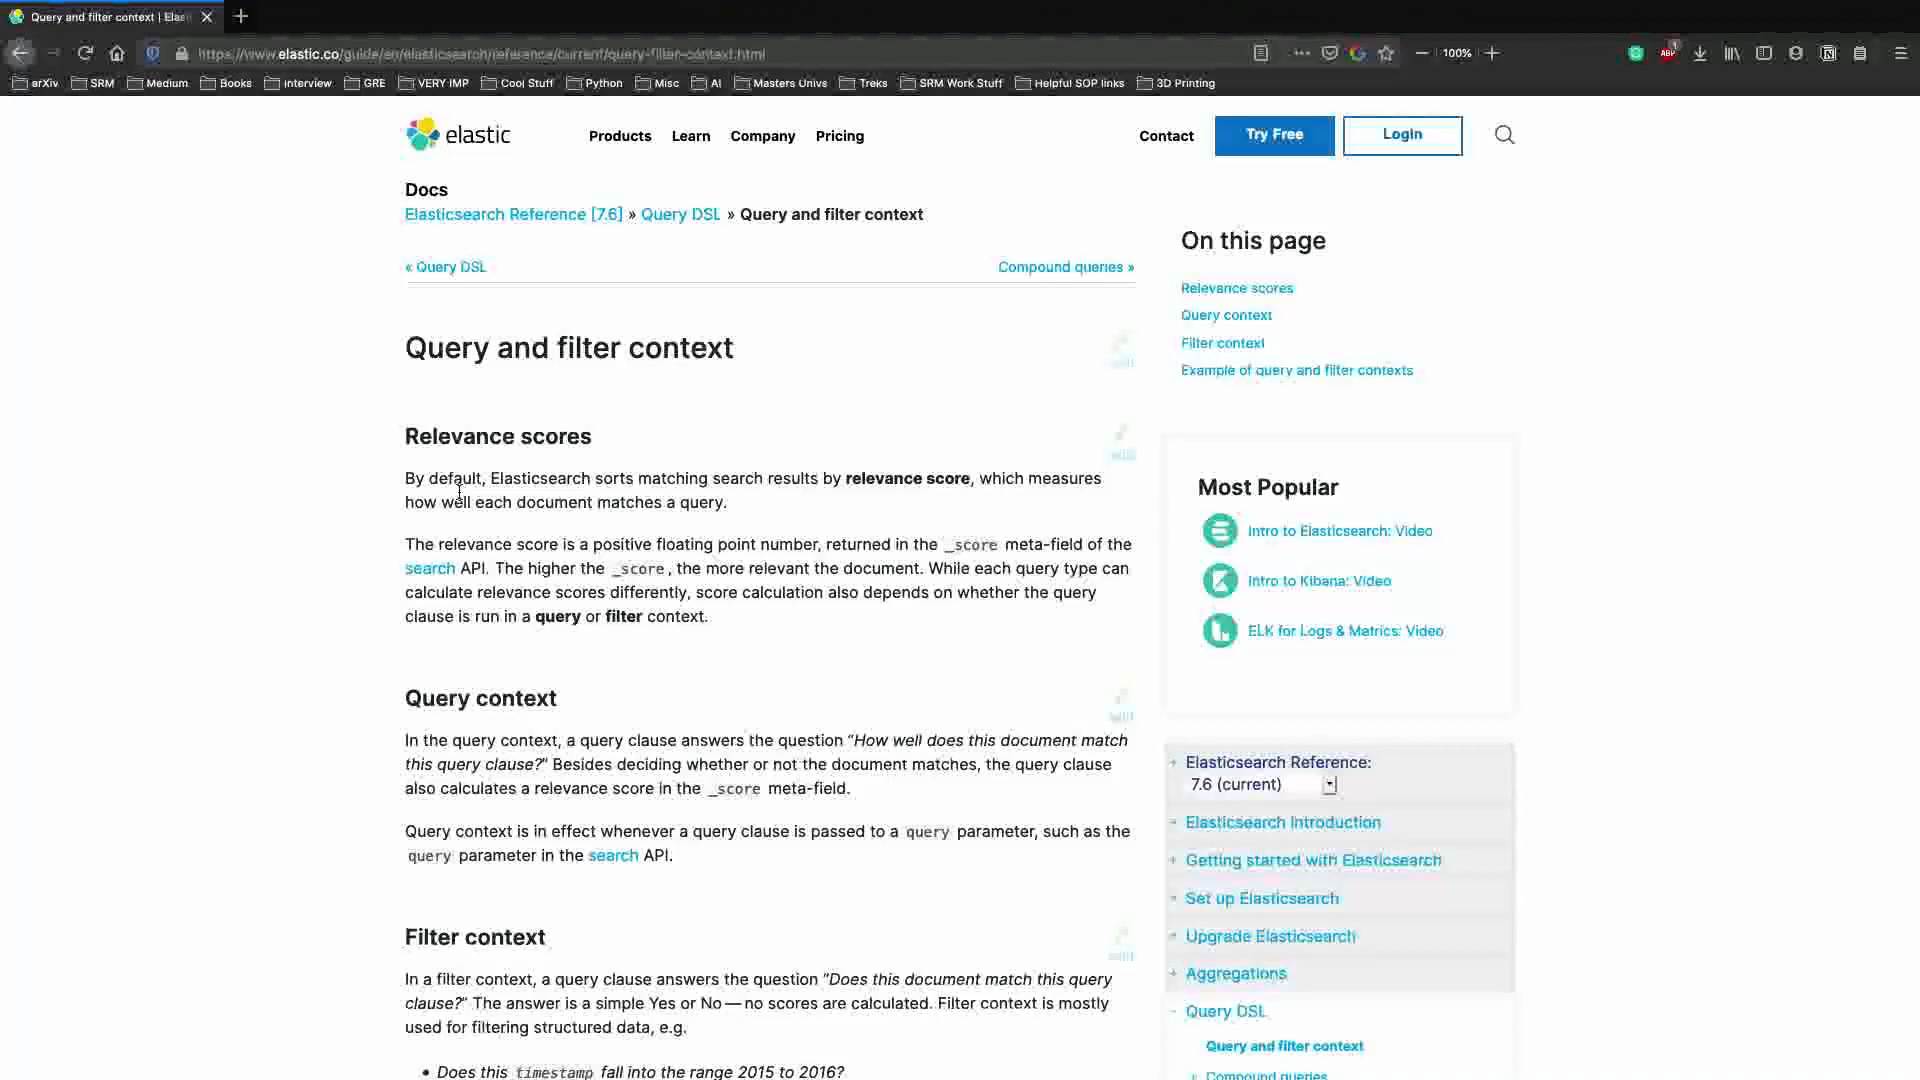 Query and filter context | Elas
https://www.elastic.co/guide/en/elasticsearch/reference/current/query-filter-context.html
100%
ABP
1
arXiv
SRM
Medium
Books
Interview
GRE
VERY IMP
Cool Stuff
Python
Misc
AI
Masters Univs
Treks
SRM Work Stuff
Helpful SOP links
3D Printing
elastic
Products
Learn
Company
Pricing
Contact
Try Free
Login
Docs
Elasticsearch Reference [7.6] » Query DSL » Query and filter context
« Query DSL
Compound queries »
Query and filter context
Relevance scores
By default, Elasticsearch sorts matching search results by relevance score, which measures
how well each document matches a query.
The relevance score is a positive floating point number, returned in the _score meta-field of the
search API. The higher the _score, the more relevant the document. While each query type can
calculate relevance scores differently, score calculation also depends on whether the query
clause is run in a query or filter context.
Query context
In the query context, a query clause answers the question “How well does this document match
this query clause?” Besides deciding whether or not the document matches, the query clause
also calculates a relevance score in the _score meta-field.
Query context is in effect whenever a query clause is passed to a query parameter, such as the
query parameter in the search API.
Filter context
In a filter context, a query clause answers the question “Does this document match this query
clause?” The answer is a simple Yes or No — no scores are calculated. Filter context is mostly
used for filtering structured data, e.g.
• Does this timestamp fall into the range 2015 to 2016?
On this page
Relevance scores
Query context
Filter context
Example of query and filter contexts
Most Popular
Intro to Elasticsearch: Video
Intro to Kibana: Video
ELK for Logs & Metrics: Video
Elasticsearch Reference:
7.6 (current)
Elasticsearch introduction
Getting started with Elasticsearch
Set up Elasticsearch
Upgrade Elasticsearch
Aggregations
Query DSL
Query and filter context
Compound queries